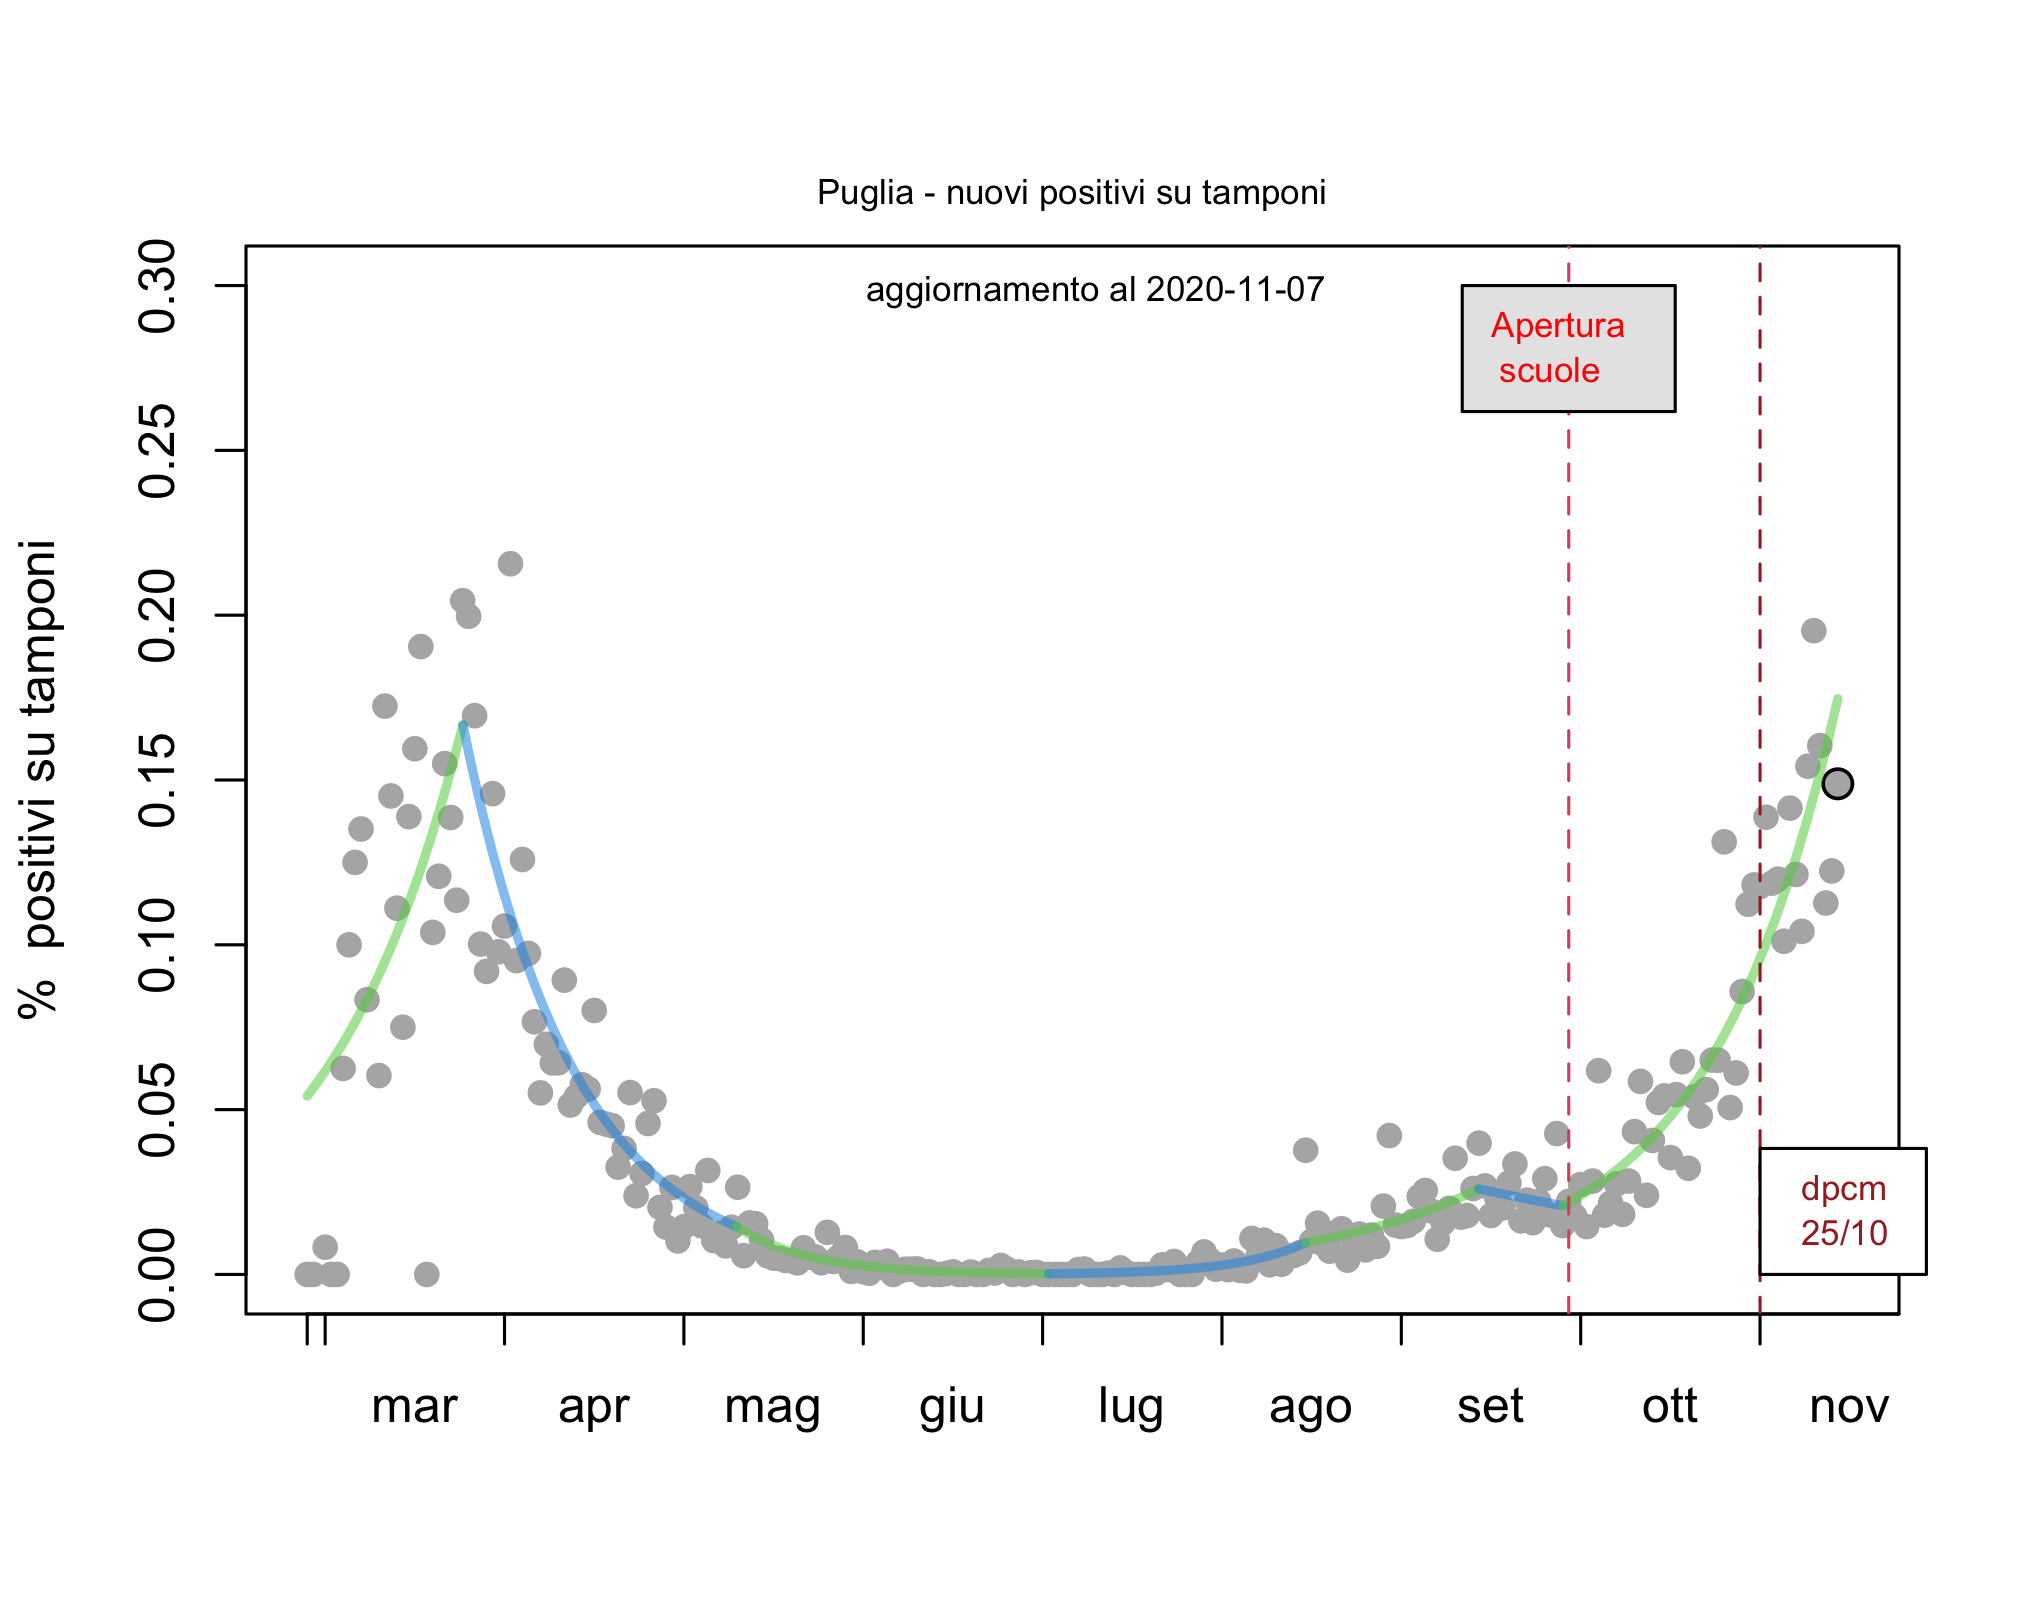 Puglia - nuovi positivi su tamponi
aggiornamento al 2020-11-07
Apertura
scuole
% positivi su tamponi
0.30
0.25
0.20
0.15
0.10
0.05
0.00
dpcm
25/10
mar apr mag giu lug ago set ott nov